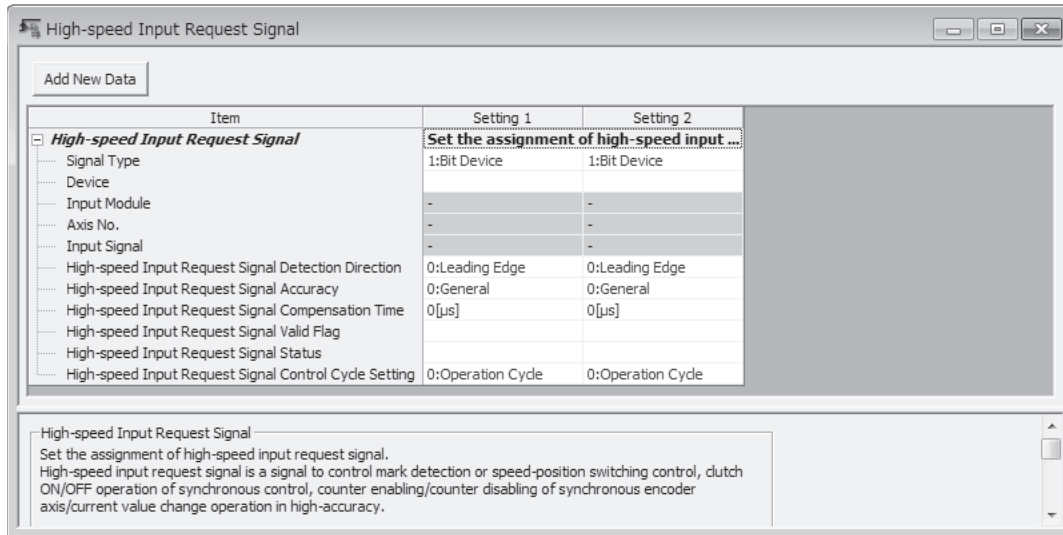 High-speed Input Request Signal
Add New Data
Item Setting 1 Setting 2
High-speed Input Request Signal Set the assignment of high-speed input ...
Signal Type 1:Bit Device 1:Bit Device
Device
Input Module - -
Axis No. - -
Input Signal - -
High-speed Input Request Signal Detection Direction 0:Leading Edge 0:Leading Edge
High-speed Input Request Signal Accuracy 0:General 0:General
High-speed Input Request Signal Compensation Time 0[µs] 0[µs]
High-speed Input Request Signal Valid Flag
High-speed Input Request Signal Status
High-speed Input Request Signal Control Cycle Setting 0:Operation Cycle 0:Operation Cycle
High-speed Input Request Signal
Set the assignment of high-speed input request signal.
High-speed input request signal is a signal to control mark detection or speed-position switching control, clutch
ON/OFF operation of synchronous control, counter enabling/counter disabling of synchronous encoder
axis/current value change operation in high-accuracy.